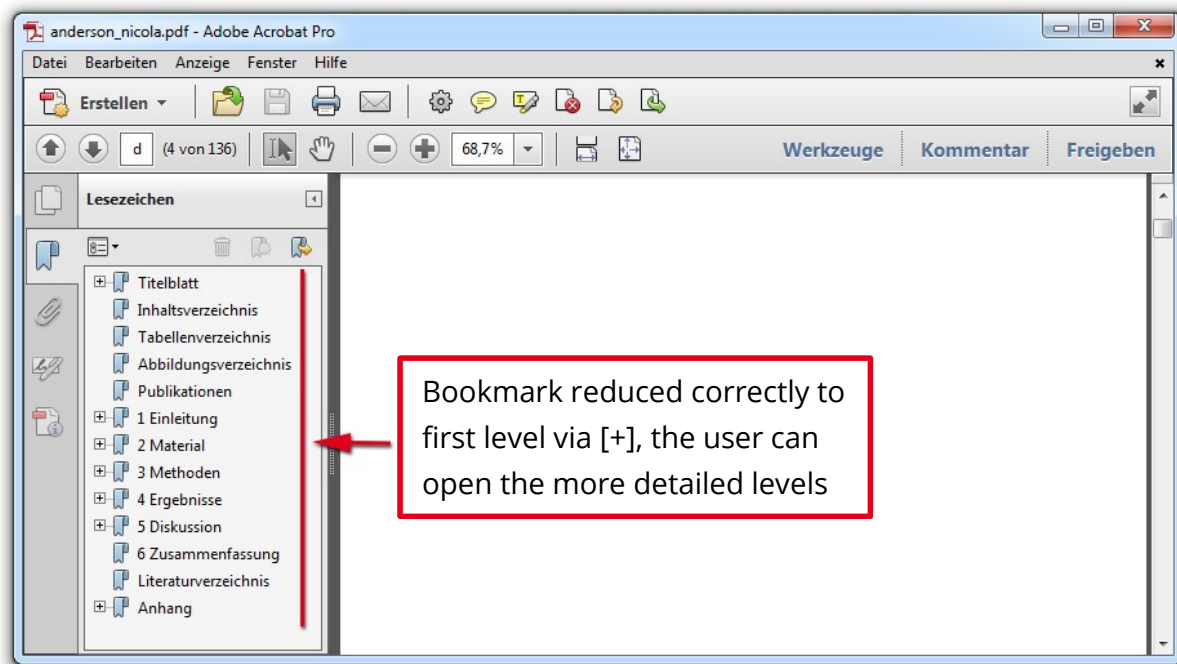 anderson_nicola.pdf - Adobe Acrobat Pro
Datei Bearbeiten Anzeige Fenster Hilfe
Erstellen
d (4 von 136) 68,7% Werkzeuge Kommentar Freigeben
Lesezeichen
Titelblatt
Inhaltsverzeichnis
Tabellenverzeichnis
Abbildungsverzeichnis
Publikationen
1 Einleitung
2 Material
3 Methoden
4 Ergebnisse
5 Diskussion
6 Zusammenfassung
Literaturverzeichnis
Anhang
Bookmark reduced correctly to
first level via [+], the user can
open the more detailed levels